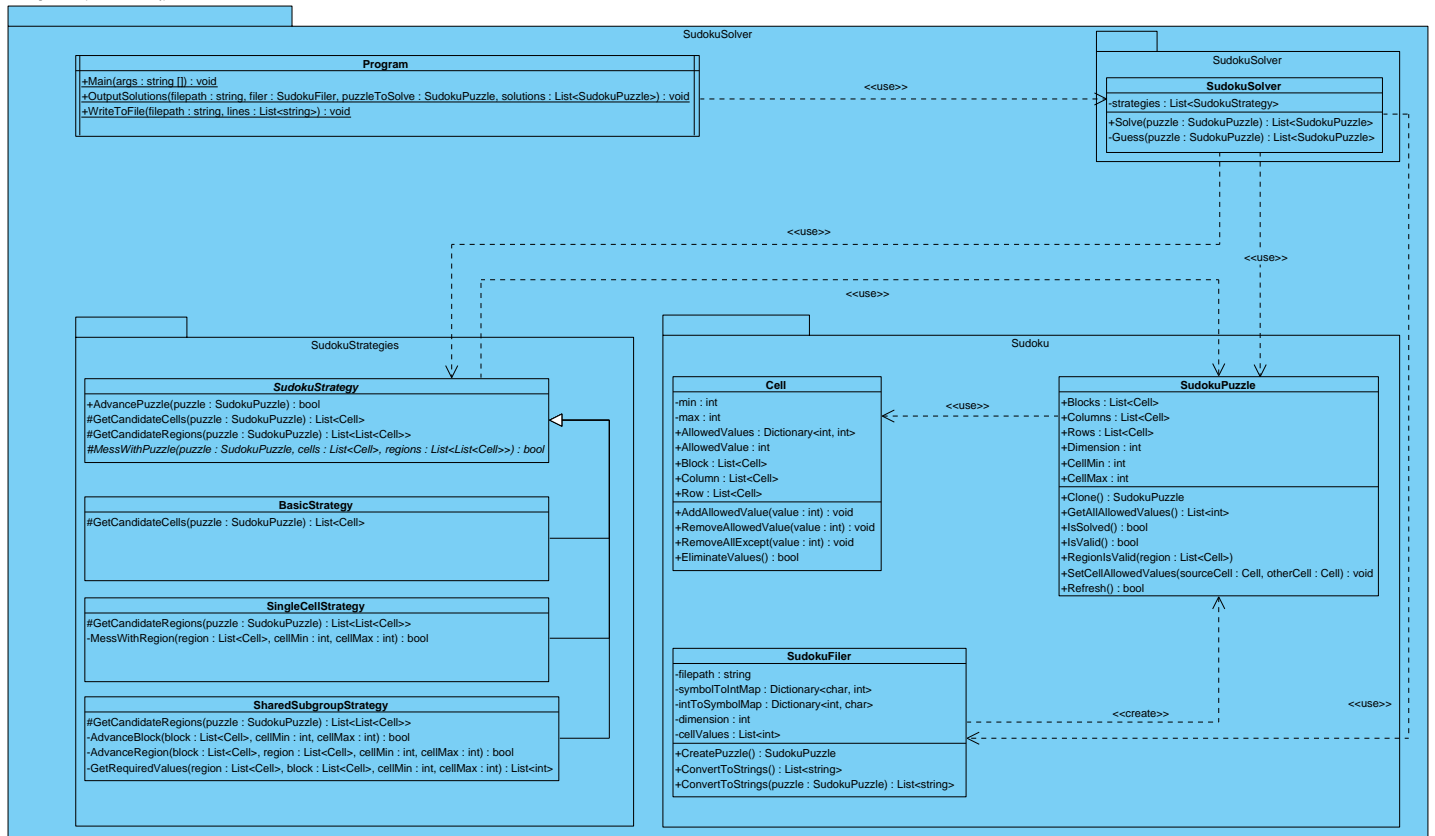 SudokuSolver
Program
+Main(args : string []) : void
+OutputSolutions(filepath : string, filer : SudokuFiler, puzzleToSolve : SudokuPuzzle, solutions : List<SudokuPuzzle>) : void
+WriteToFile(filepath : string, lines : List<string>) : void
<<use>>
SudokuSolver
SudokuSolver
-strategies : List<SudokuStrategy>
+Solve(puzzle : SudokuPuzzle) : List<SudokuPuzzle>
-Guess(puzzle : SudokuPuzzle) : List<SudokuPuzzle>
<<use>>
<<use>>
<<use>>
SudokuStrategies
SudokuStrategy
+AdvancePuzzle(puzzle : SudokuPuzzle) : bool
#GetCandidateCells(puzzle : SudokuPuzzle) : List<Cell>
#GetCandidateRegions(puzzle : SudokuPuzzle) : List<List<Cell>>
#MessWithPuzzle(puzzle : SudokuPuzzle, cells : List<Cell>, regions : List<List<Cell>>) : bool
BasicStrategy
#GetCandidateCells(puzzle : SudokuPuzzle) : List<Cell>
SingleCellStrategy
#GetCandidateRegions(puzzle : SudokuPuzzle) : List<List<Cell>>
-MessWithRegion(region : List<Cell>, cellMin : int, cellMax : int) : bool
SharedSubgroupStrategy
#GetCandidateRegions(puzzle : SudokuPuzzle) : List<List<Cell>>
-AdvanceBlock(block : List<Cell>, cellMin : int, cellMax : int) : bool
-AdvanceRegion(block : List<Cell>, region : List<Cell>, cellMin : int, cellMax : int) : bool
-GetRequiredValues(region : List<Cell>, block : List<Cell>, cellMin : int, cellMax : int) : List<int>
Sudoku
Cell
-min : int
-max : int
+AllowedValues : Dictionary<int, int>
+AllowedValue : int
+Block : List<Cell>
+Column : List<Cell>
+Row : List<Cell>
+AddAllowedValue(value : int) : void
+RemoveAllowedValue(value : int) : void
+RemoveAllExcept(value : int) : void
+EliminateValues() : bool
<<use>>
SudokuPuzzle
+Blocks : List<Cell>
+Columns : List<Cell>
+Rows : List<Cell>
+Dimension : int
+CellMin : int
+CellMax : int
+Clone() : SudokuPuzzle
+GetAllAllowedValues() : List<int>
+IsSolved() : bool
+IsValid() : bool
+RegionIsValid(region : List<Cell>)
+SetCellAllowedValues(sourceCell : Cell, otherCell : Cell) : void
+Refresh() : bool
SudokuFiler
-filepath : string
-symbolToIntMap : Dictionary<char, int>
-intToSymbolMap : Dictionary<int, char>
-dimension : int
-cellValues : List<int>
+CreatePuzzle() : SudokuPuzzle
+ConvertToStrings() : List<string>
+ConvertToStrings(puzzle : SudokuPuzzle) : List<string>
<<create>>
<<use>>